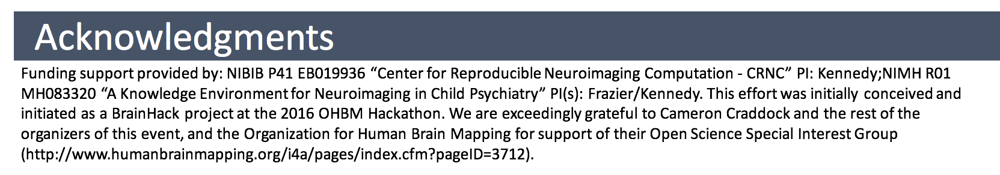 Acknowledgments
Funding support provided by: NIBIB P41 EB019936 “Center for Reproducible Neuroimaging Computation - CRNC” PI: Kennedy;NIMH R01
MH083320 “A Knowledge Environment for Neuroimaging in Child Psychiatry” PI(s): Frazier/Kennedy. This effort was initially conceived and
initiated as a BrainHack project at the 2016 OHBM Hackathon. We are exceedingly grateful to Cameron Craddock and the rest of the
organizers of this event, and the Organization for Human Brain Mapping for support of their Open Science Special Interest Group
(http://www.humanbrainmapping.org/i4a/pages/index.cfm?pageID=3712).